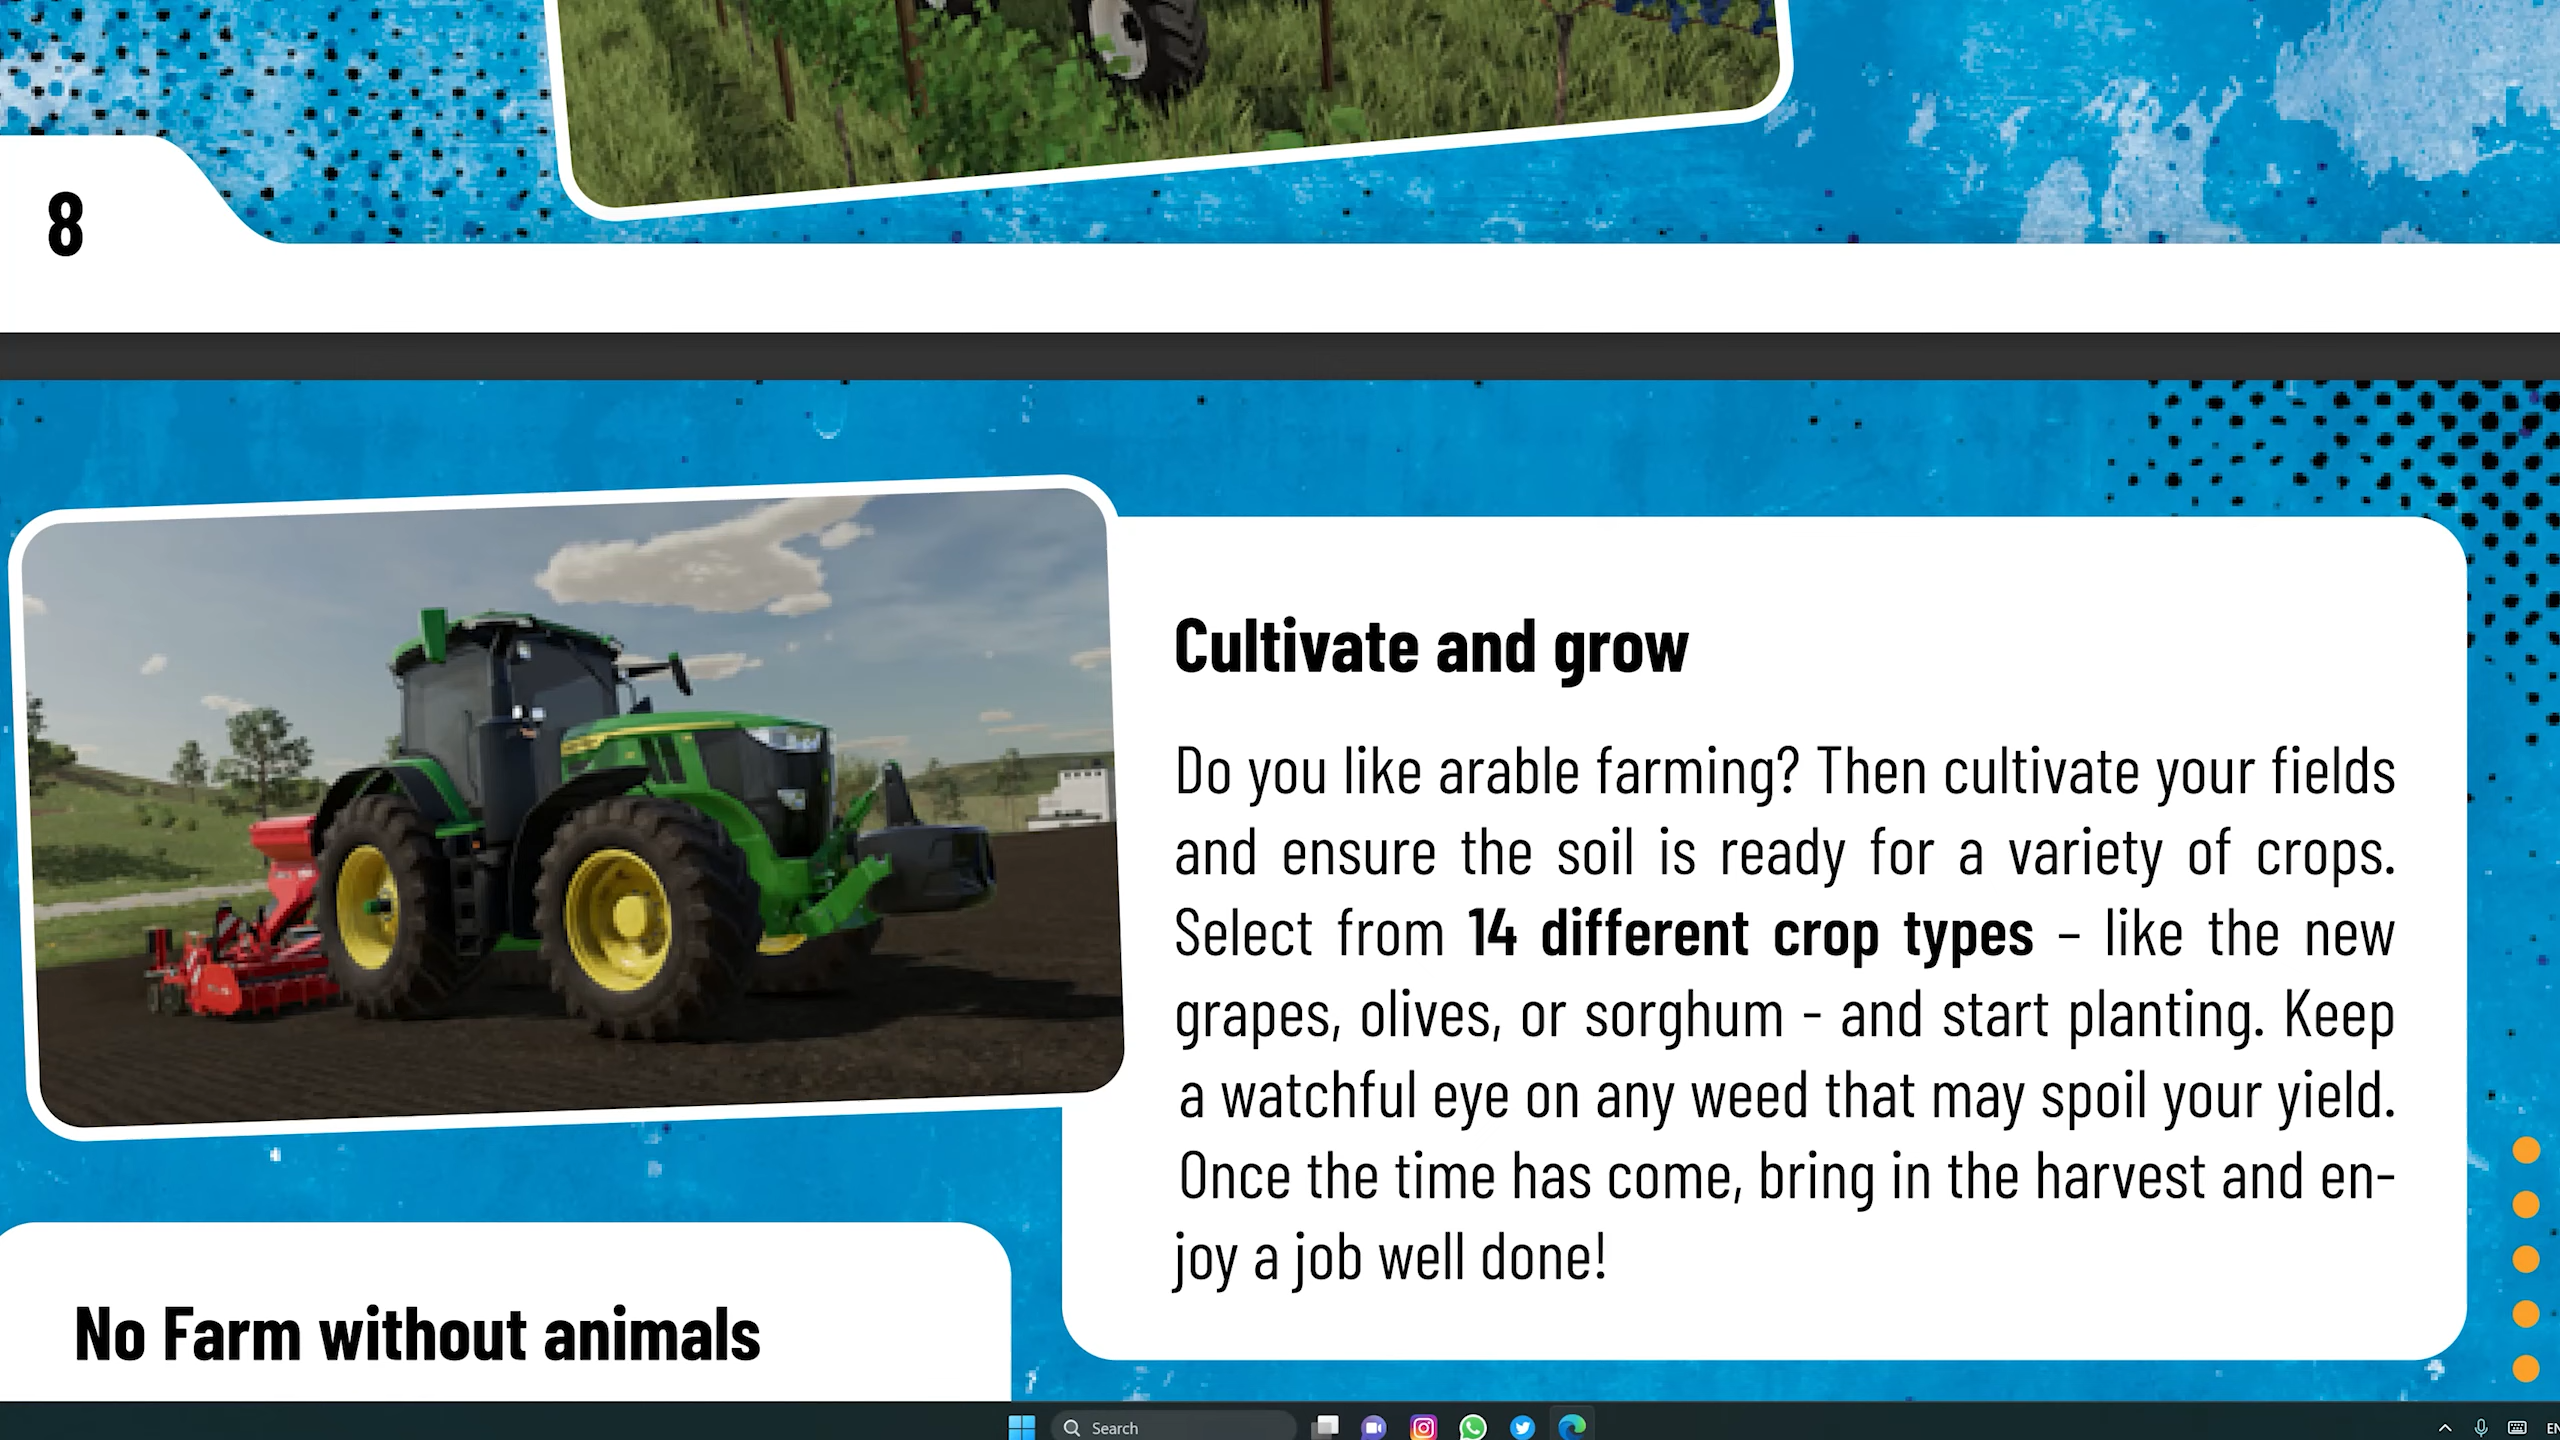 8
Cultivate and grow
Do you like arable farming? Then cultivate your fields
and ensure the soil is ready for a variety of crops.
Select from 14 different crop types – like the new
grapes, olives, or sorghum - and start planting. Keep
a watchful eye on any weed that may spoil your yield.
Once the time has come, bring in the harvest and en-
joy a job well done!
No Farm without animals
Search
EN